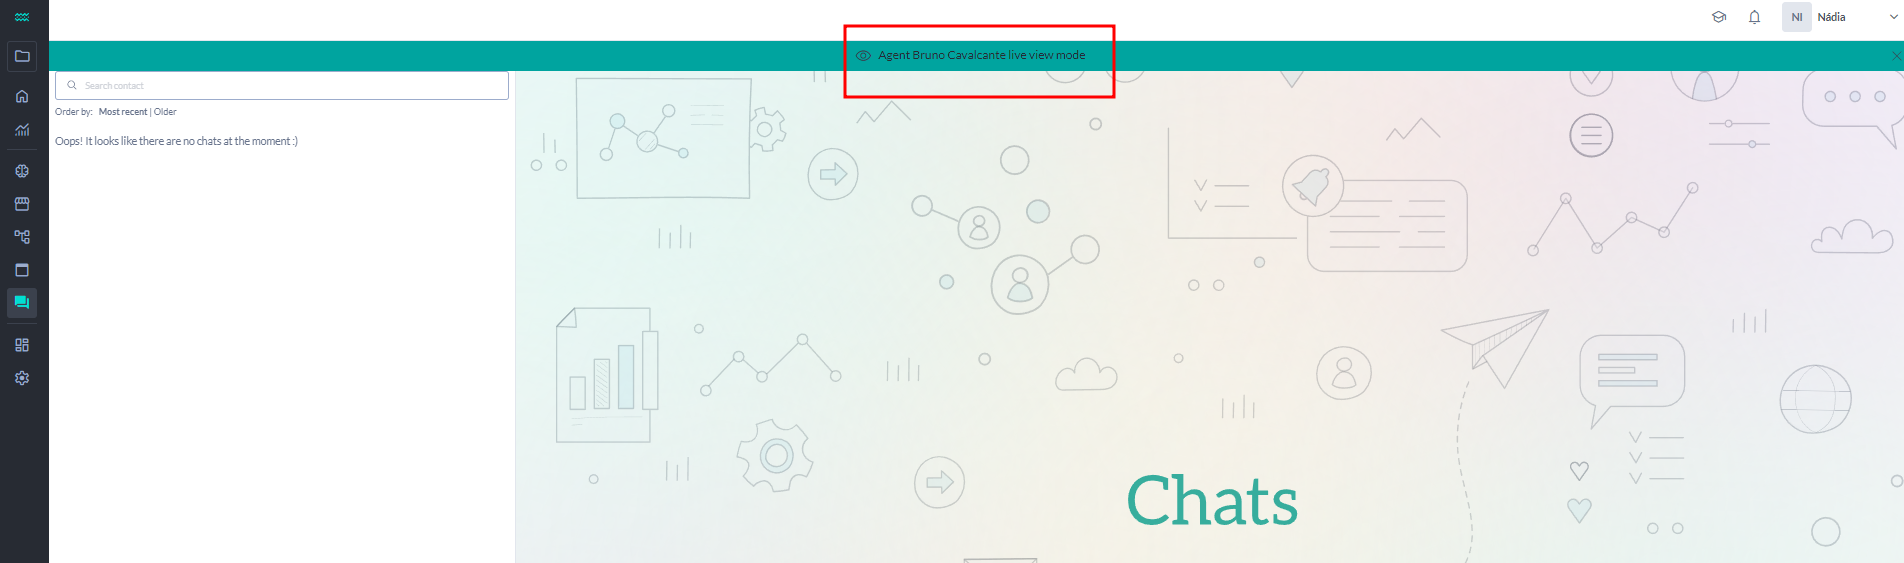 NI Nádia
Agent Bruno Cavalcante live view mode
Search contact
Order by: Most recent | Older
Oops! It looks like there are no chats at the moment :)
Chats